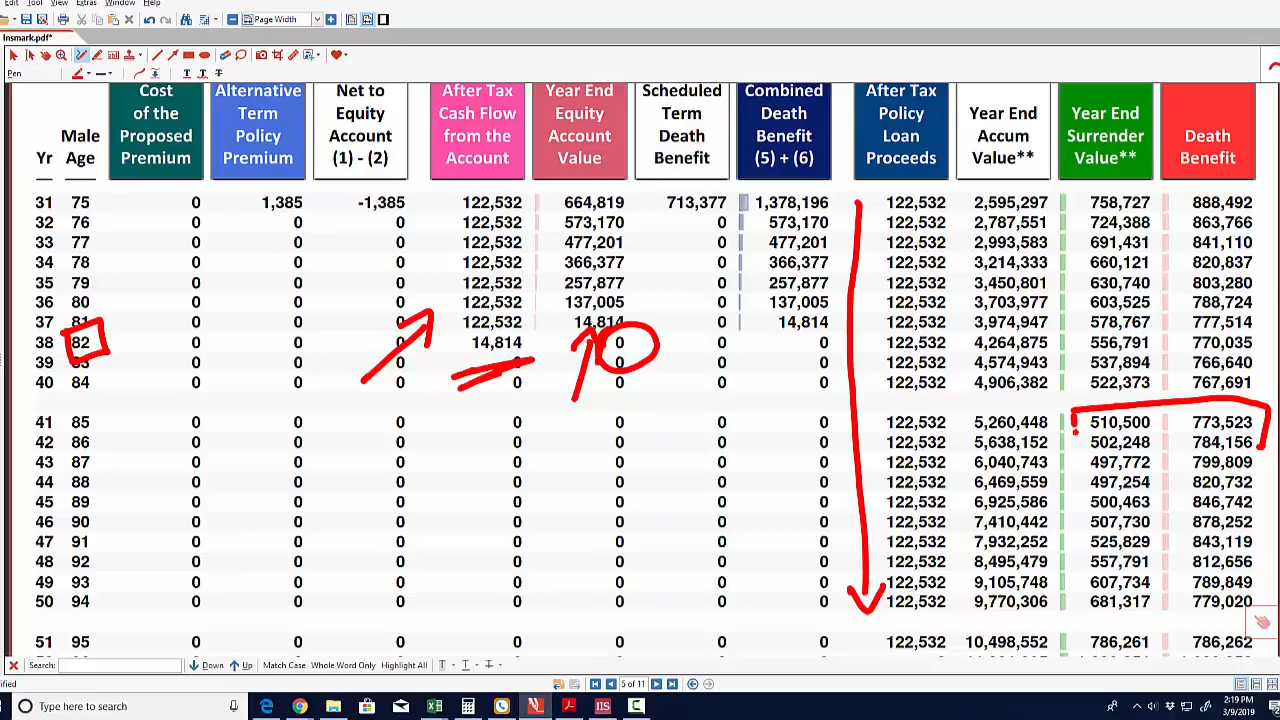 It Tool View Extras Window Help
Page Width
Insmark.pdf*
Pen
Yr Male Age Cost of the Proposed Premium Alternative Term Policy Premium Net to Equity Account (1) - (2) After Tax Cash Flow from the Account Year End Equity Account Value Scheduled Term Death Benefit Combined Death Benefit (5) + (6) After Tax Policy Loan Proceeds Year End Accum Value** Year End Surrender Value** Death Benefit
31 75 0 1,385 -1,385 122,532 664,819 713,377 1,378,196 122,532 2,595,297 758,727 888,492
32 76 0 0 0 122,532 573,170 0 573,170 122,532 2,787,551 724,388 863,766
33 77 0 0 0 122,532 477,201 0 477,201 122,532 2,993,583 691,431 841,110
34 78 0 0 0 122,532 366,377 0 366,377 122,532 3,214,333 660,121 820,837
35 79 0 0 0 122,532 257,877 0 257,877 122,532 3,450,801 630,740 803,280
36 80 0 0 0 122,532 137,005 0 137,005 122,532 3,703,977 603,525 788,724
37 81 0 0 0 122,532 14,814 0 14,814 122,532 3,974,947 578,767 777,514
38 82 0 0 0 14,814 0 0 0 122,532 4,264,875 556,791 770,035
39 83 0 0 0 0 0 0 0 122,532 4,574,943 537,894 766,640
40 84 0 0 0 0 0 0 0 122,532 4,906,382 522,373 767,691
41 85 0 0 0 0 0 0 0 122,532 5,260,448 510,500 773,523
42 86 0 0 0 0 0 0 0 122,532 5,638,152 502,248 784,156
43 87 0 0 0 0 0 0 0 122,532 6,040,743 497,772 799,809
44 88 0 0 0 0 0 0 0 122,532 6,469,559 497,254 820,732
45 89 0 0 0 0 0 0 0 122,532 6,925,586 500,463 846,742
46 90 0 0 0 0 0 0 0 122,532 7,410,442 507,730 878,252
47 91 0 0 0 0 0 0 0 122,532 7,932,252 525,829 843,119
48 92 0 0 0 0 0 0 0 122,532 8,495,479 557,791 812,656
49 93 0 0 0 0 0 0 0 122,532 9,105,748 607,734 789,849
50 94 0 0 0 0 0 0 0 122,532 9,770,306 681,317 779,020
51 95 0 0 0 0 0 0 0 122,532 10,498,552 786,261 786,262
Search: Down Up Match Case Whole Word Only Highlight All
ified 5 of 11
Type here to search 2:19 PM
3/9/2019